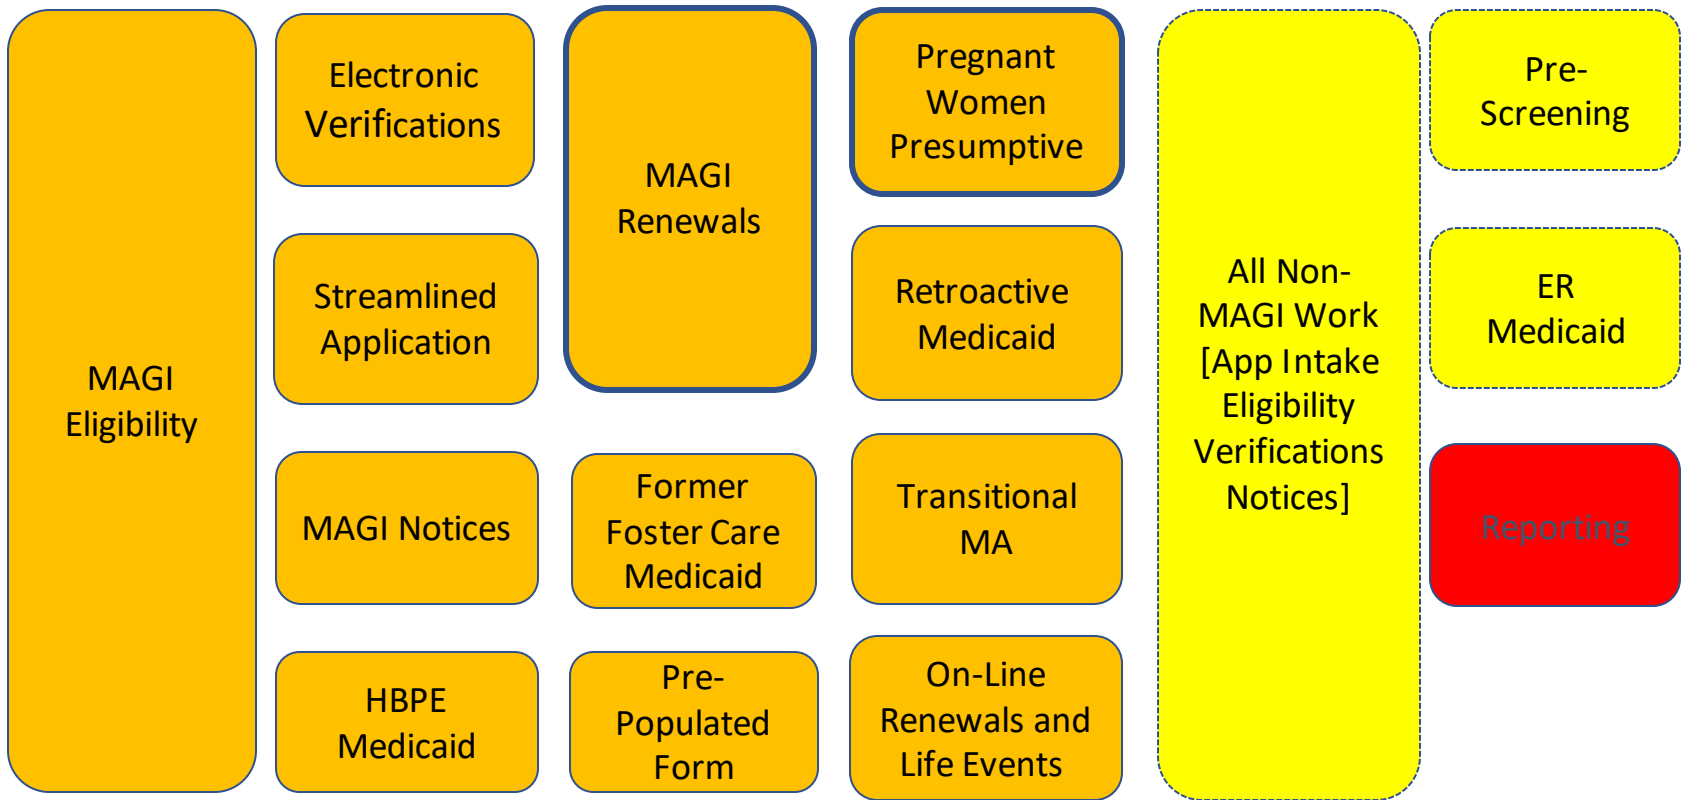 MAGI
Eligibility
Electronic
Verifications
Streamlined
Application
MAGI Notices
HBPE
Medicaid
MAGI
Renewals
Former
Foster Care
Medicaid
Pre-
Populated
Form
Pregnant
Women
Presumptive
Retroactive
Medicaid
Transitional
MA
On-Line
Renewals and
Life Events
All Non-
MAGI Work
[App Intake
Eligibility
Verifications
Notices]
Pre-
Screening
ER
Medicaid
Reporting